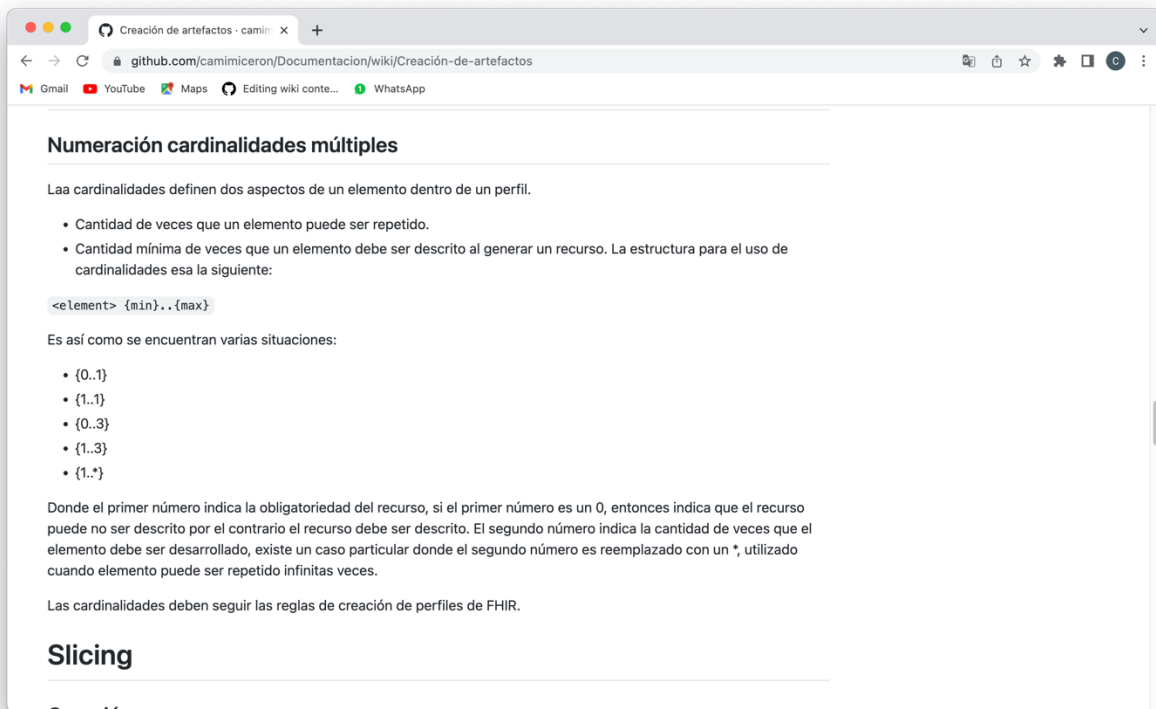 Creación de artefactos · camim
github.com/camimiceron/Documentacion/wiki/Creación-de-artefactos
C
Gmail YouTube Maps Editing wiki conte... WhatsApp
Numeración cardinalidades múltiples
Laa cardinalidades definen dos aspectos de un elemento dentro de un perfil.
• Cantidad de veces que un elemento puede ser repetido.
• Cantidad mínima de veces que un elemento debe ser descrito al generar un recurso. La estructura para el uso de
cardinalidades esa la siguiente:
<element> {min}..{max}
Es así como se encuentran varias situaciones:
• {0..1}
• {1..1}
• {0..3}
• {1..3}
• {1..*}
Donde el primer número indica la obligatoriedad del recurso, si el primer número es un 0, entonces indica que el recurso
puede no ser descrito por el contrario el recurso debe ser descrito. El segundo número indica la cantidad de veces que el
elemento debe ser desarrollado, existe un caso particular donde el segundo número es reemplazado con un *, utilizado
cuando elemento puede ser repetido infinitas veces.
Las cardinalidades deben seguir las reglas de creación de perfiles de FHIR.
Slicing